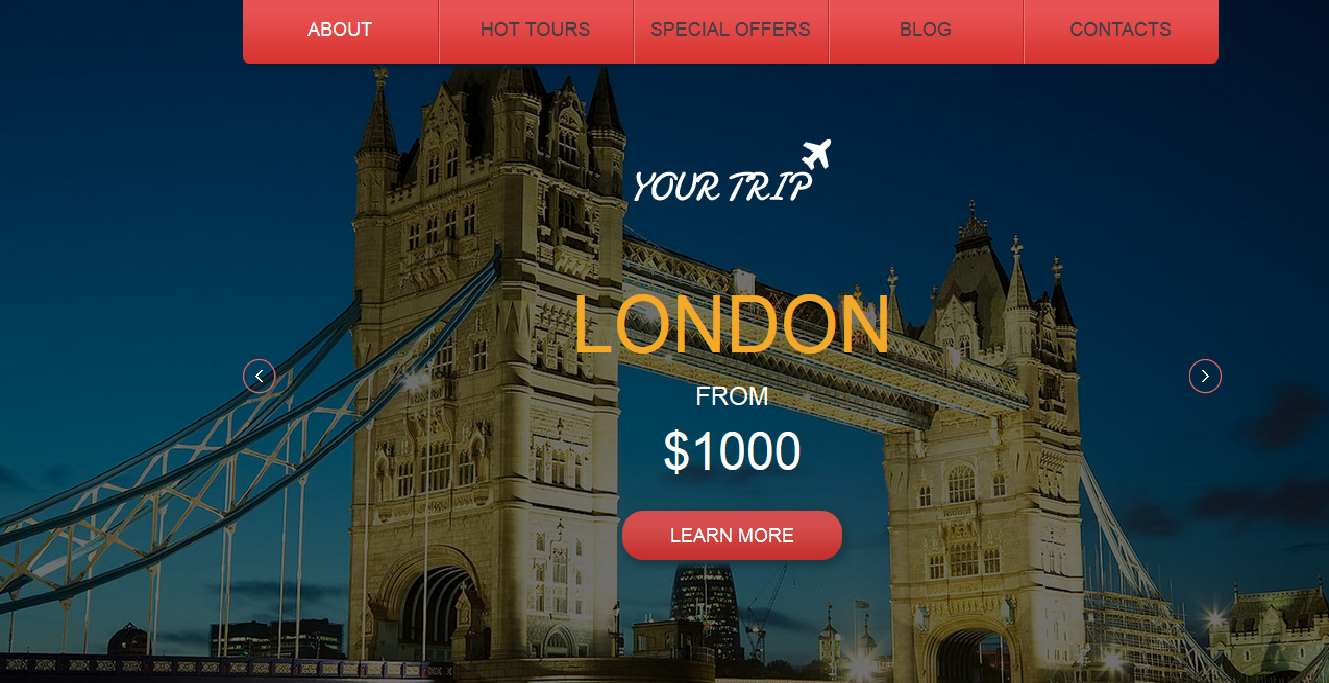 ABOUT HOT TOURS SPECIAL OFFERS BLOG CONTACTS
YOUR TRIP
LONDON
FROM
$1000
LEARN MORE